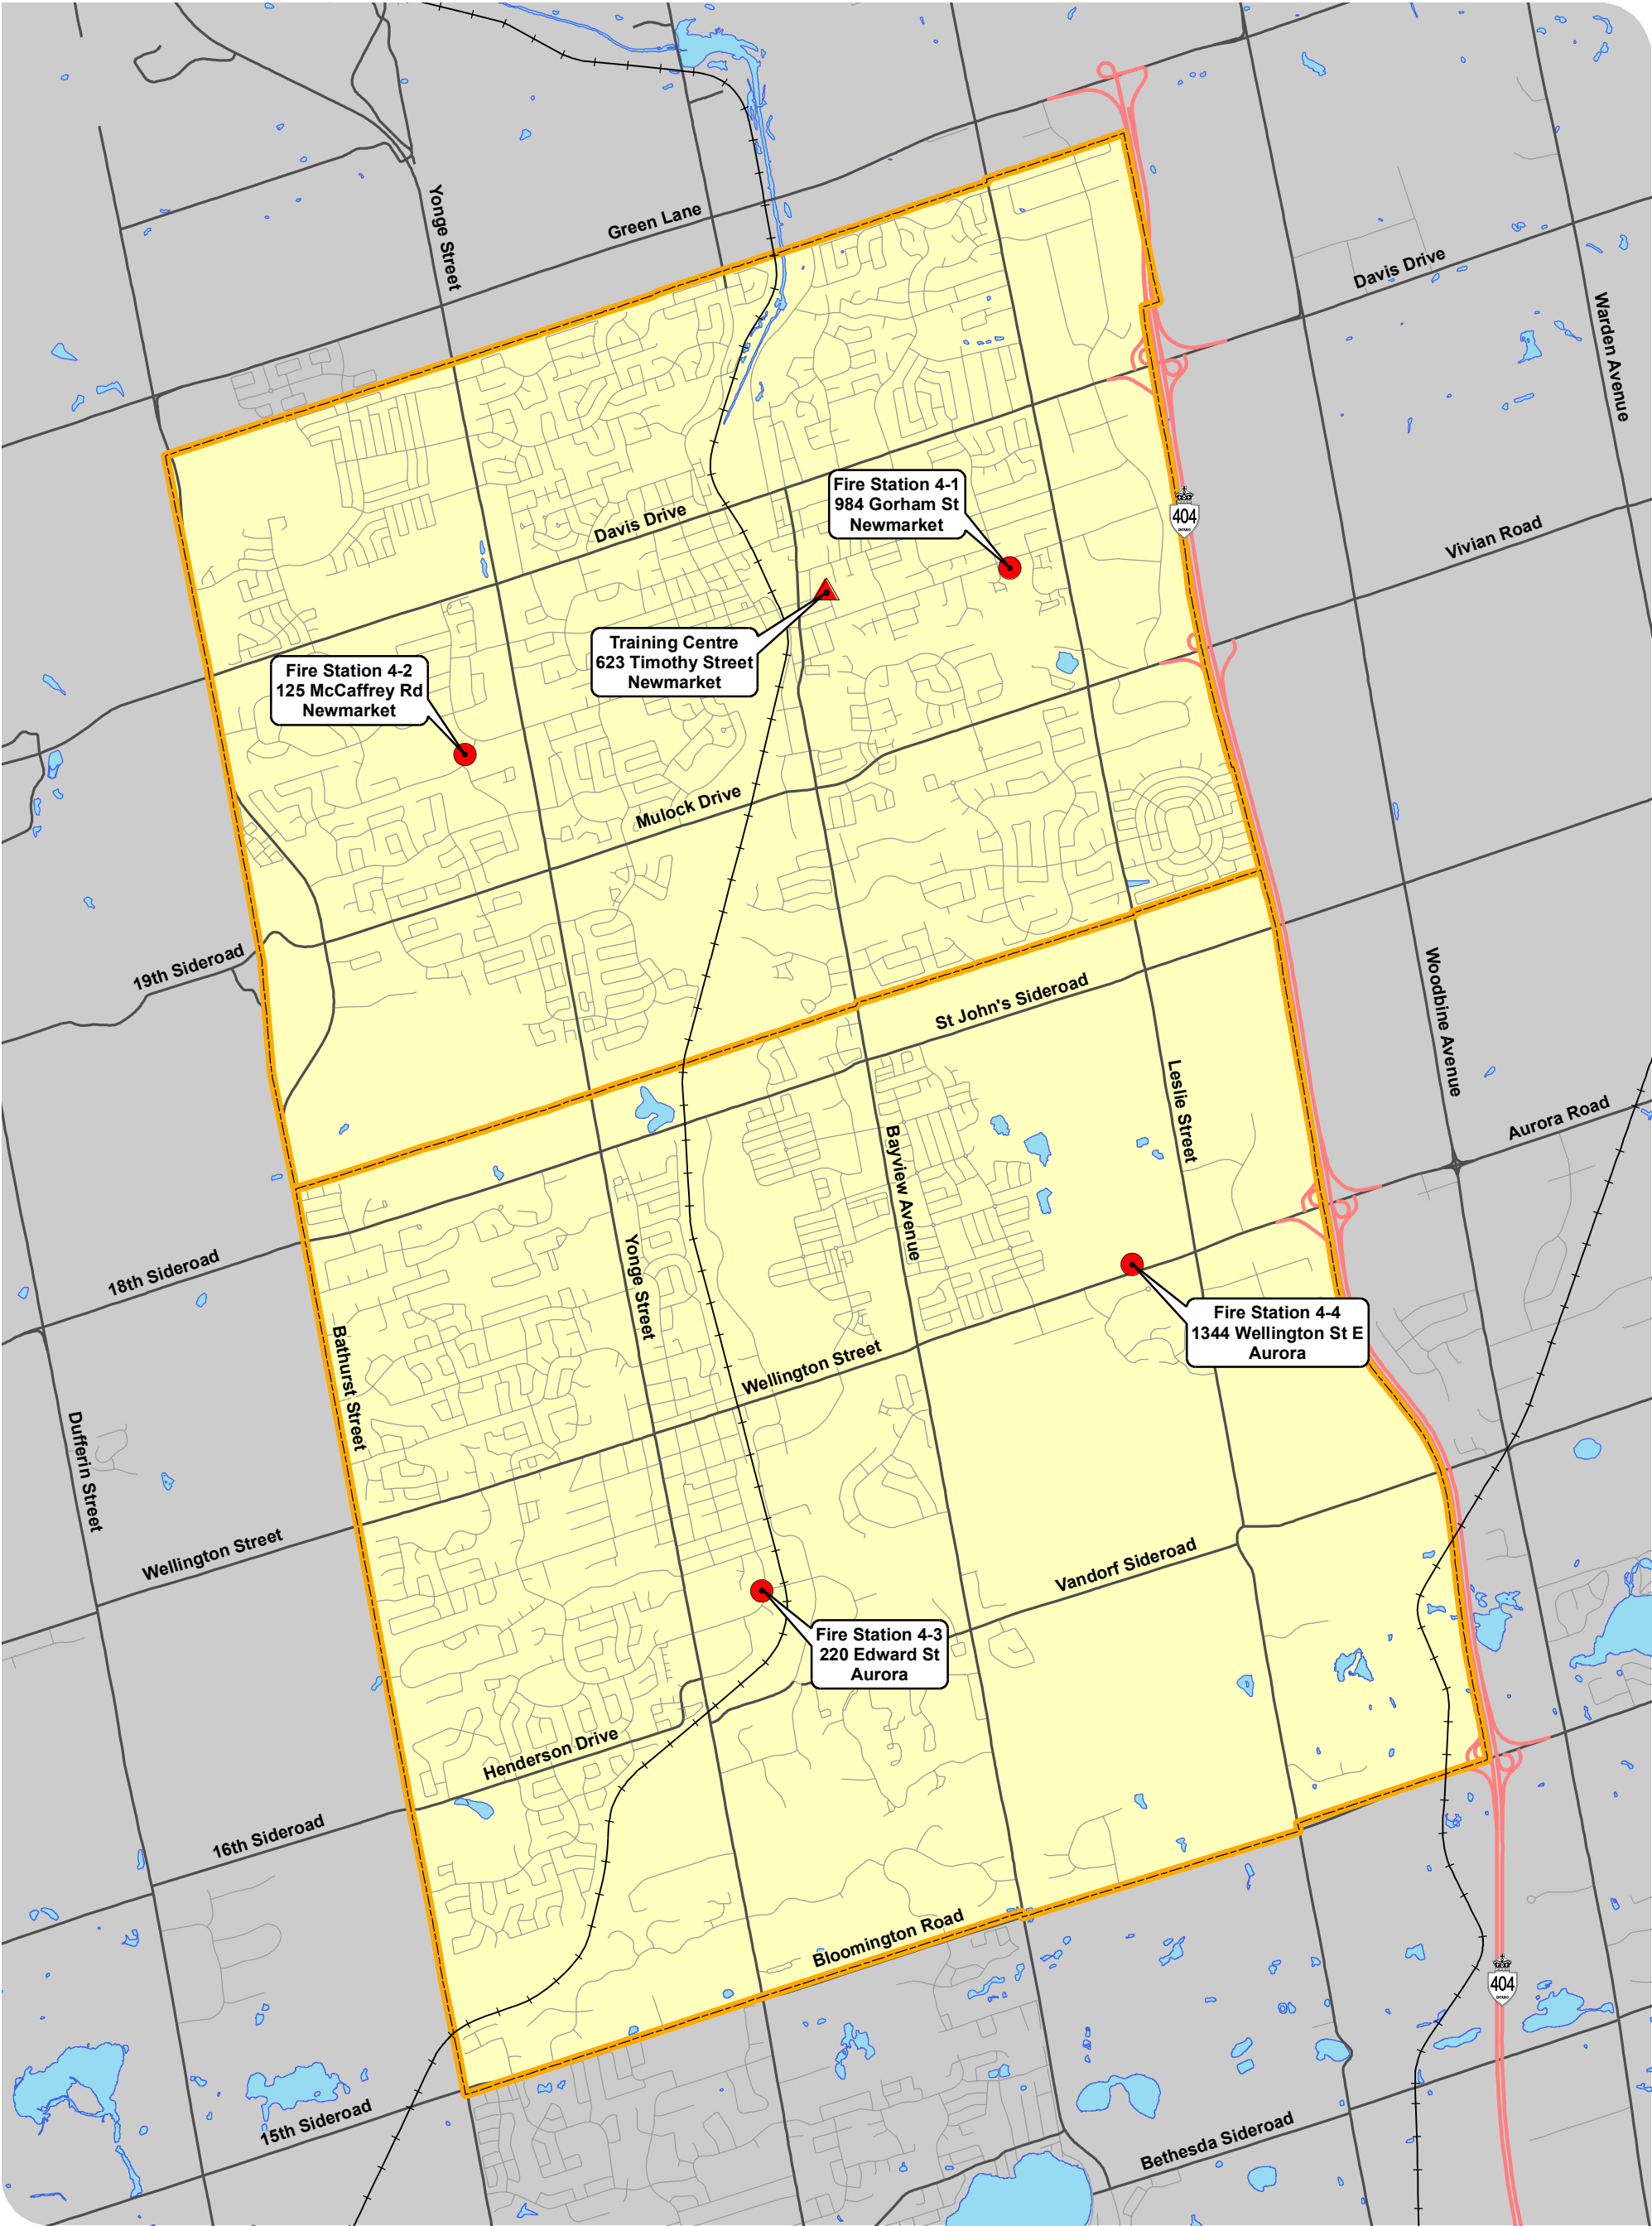 Yonge Street
Green Lane
Davis Drive
Warden Avenue
Fire Station 4-1
984 Gorham St
Newmarket
404
Davis Drive
Vivian Road
Training Centre
623 Timothy Street
Newmarket
Fire Station 4-2
125 McCaffrey Rd
Newmarket
Mulock Drive
19th Sideroad
St John's Sideroad
Woodbine Avenue
Leslie Street
Aurora Road
Bayview Avenue
18th Sideroad
Yonge Street
Fire Station 4-4
1344 Wellington St E
Aurora
Bathurst Street
Wellington Street
Dufferin Street
Wellington Street
Vandorf Sideroad
Fire Station 4-3
220 Edward St
Aurora
Henderson Drive
16th Sideroad
Bloomington Road
404
15th Sideroad
Bethesda Sideroad